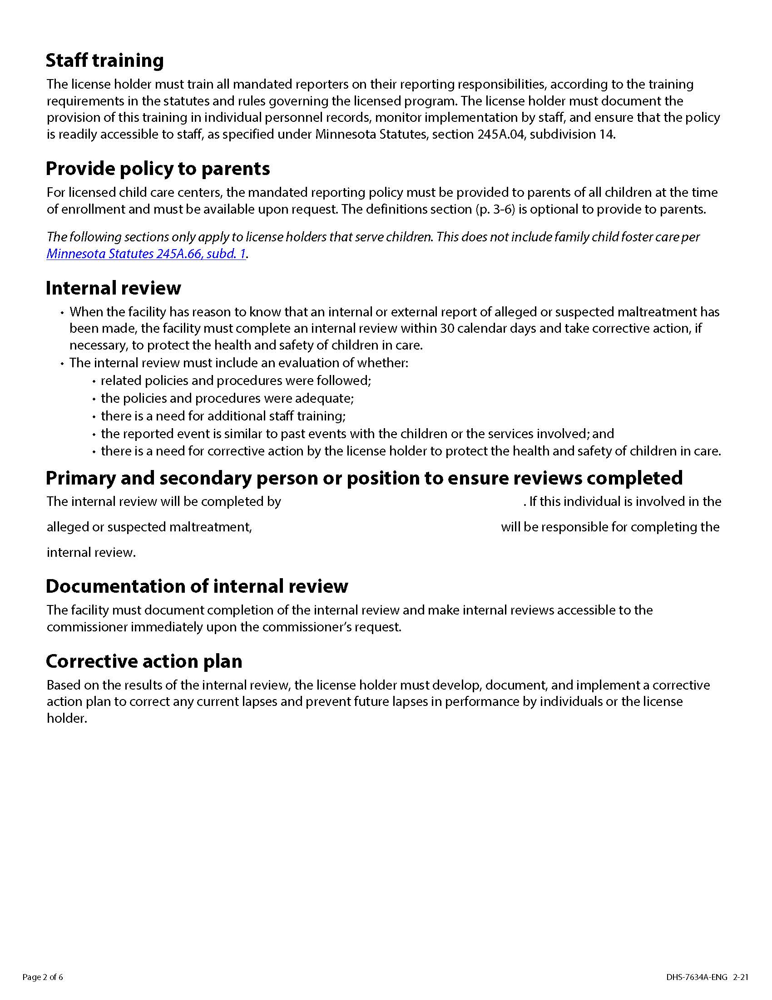 Staff training
The license holder must train all mandated reporters on their reporting responsibilities, according to the training
requirements in the statutes and rules governing the licensed program. The license holder must document the
provision of this training in individual personnel records, monitor implementation by staff, and ensure that the policy
is readily accessible to staff, as specified under Minnesota Statutes, section 245A.04, subdivision 14.
Provide policy to parents
For licensed child care centers, the mandated reporting policy must be provided to parents of all children at the time
of enrollment and must be available upon request. The definitions section (p. 3-6) is optional to provide to parents.
The following sections only apply to license holders that serve children. This does not include family child foster care per
Minnesota Statutes 245A.66, subd. 1.
Internal review
• When the facility has reason to know that an internal or external report of alleged or suspected maltreatment has
been made, the facility must complete an internal review within 30 calendar days and take corrective action, if
necessary, to protect the health and safety of children in care.
• The internal review must include an evaluation of whether:
• related policies and procedures were followed;
• the policies and procedures were adequate;
• there is a need for additional staff training;
• the reported event is similar to past events with the children or the services involved; and
• there is a need for corrective action by the license holder to protect the health and safety of children in care.
Primary and secondary person or position to ensure reviews completed
The internal review will be completed by . If this individual is involved in the
alleged or suspected maltreatment, will be responsible for completing the
internal review.
Documentation of internal review
The facility must document completion of the internal review and make internal reviews accessible to the
commissioner immediately upon the commissioner’s request.
Corrective action plan
Based on the results of the internal review, the license holder must develop, document, and implement a corrective
action plan to correct any current lapses and prevent future lapses in performance by individuals or the license
holder.
Page 2 of 6 DHS-7634A-ENG 2-21